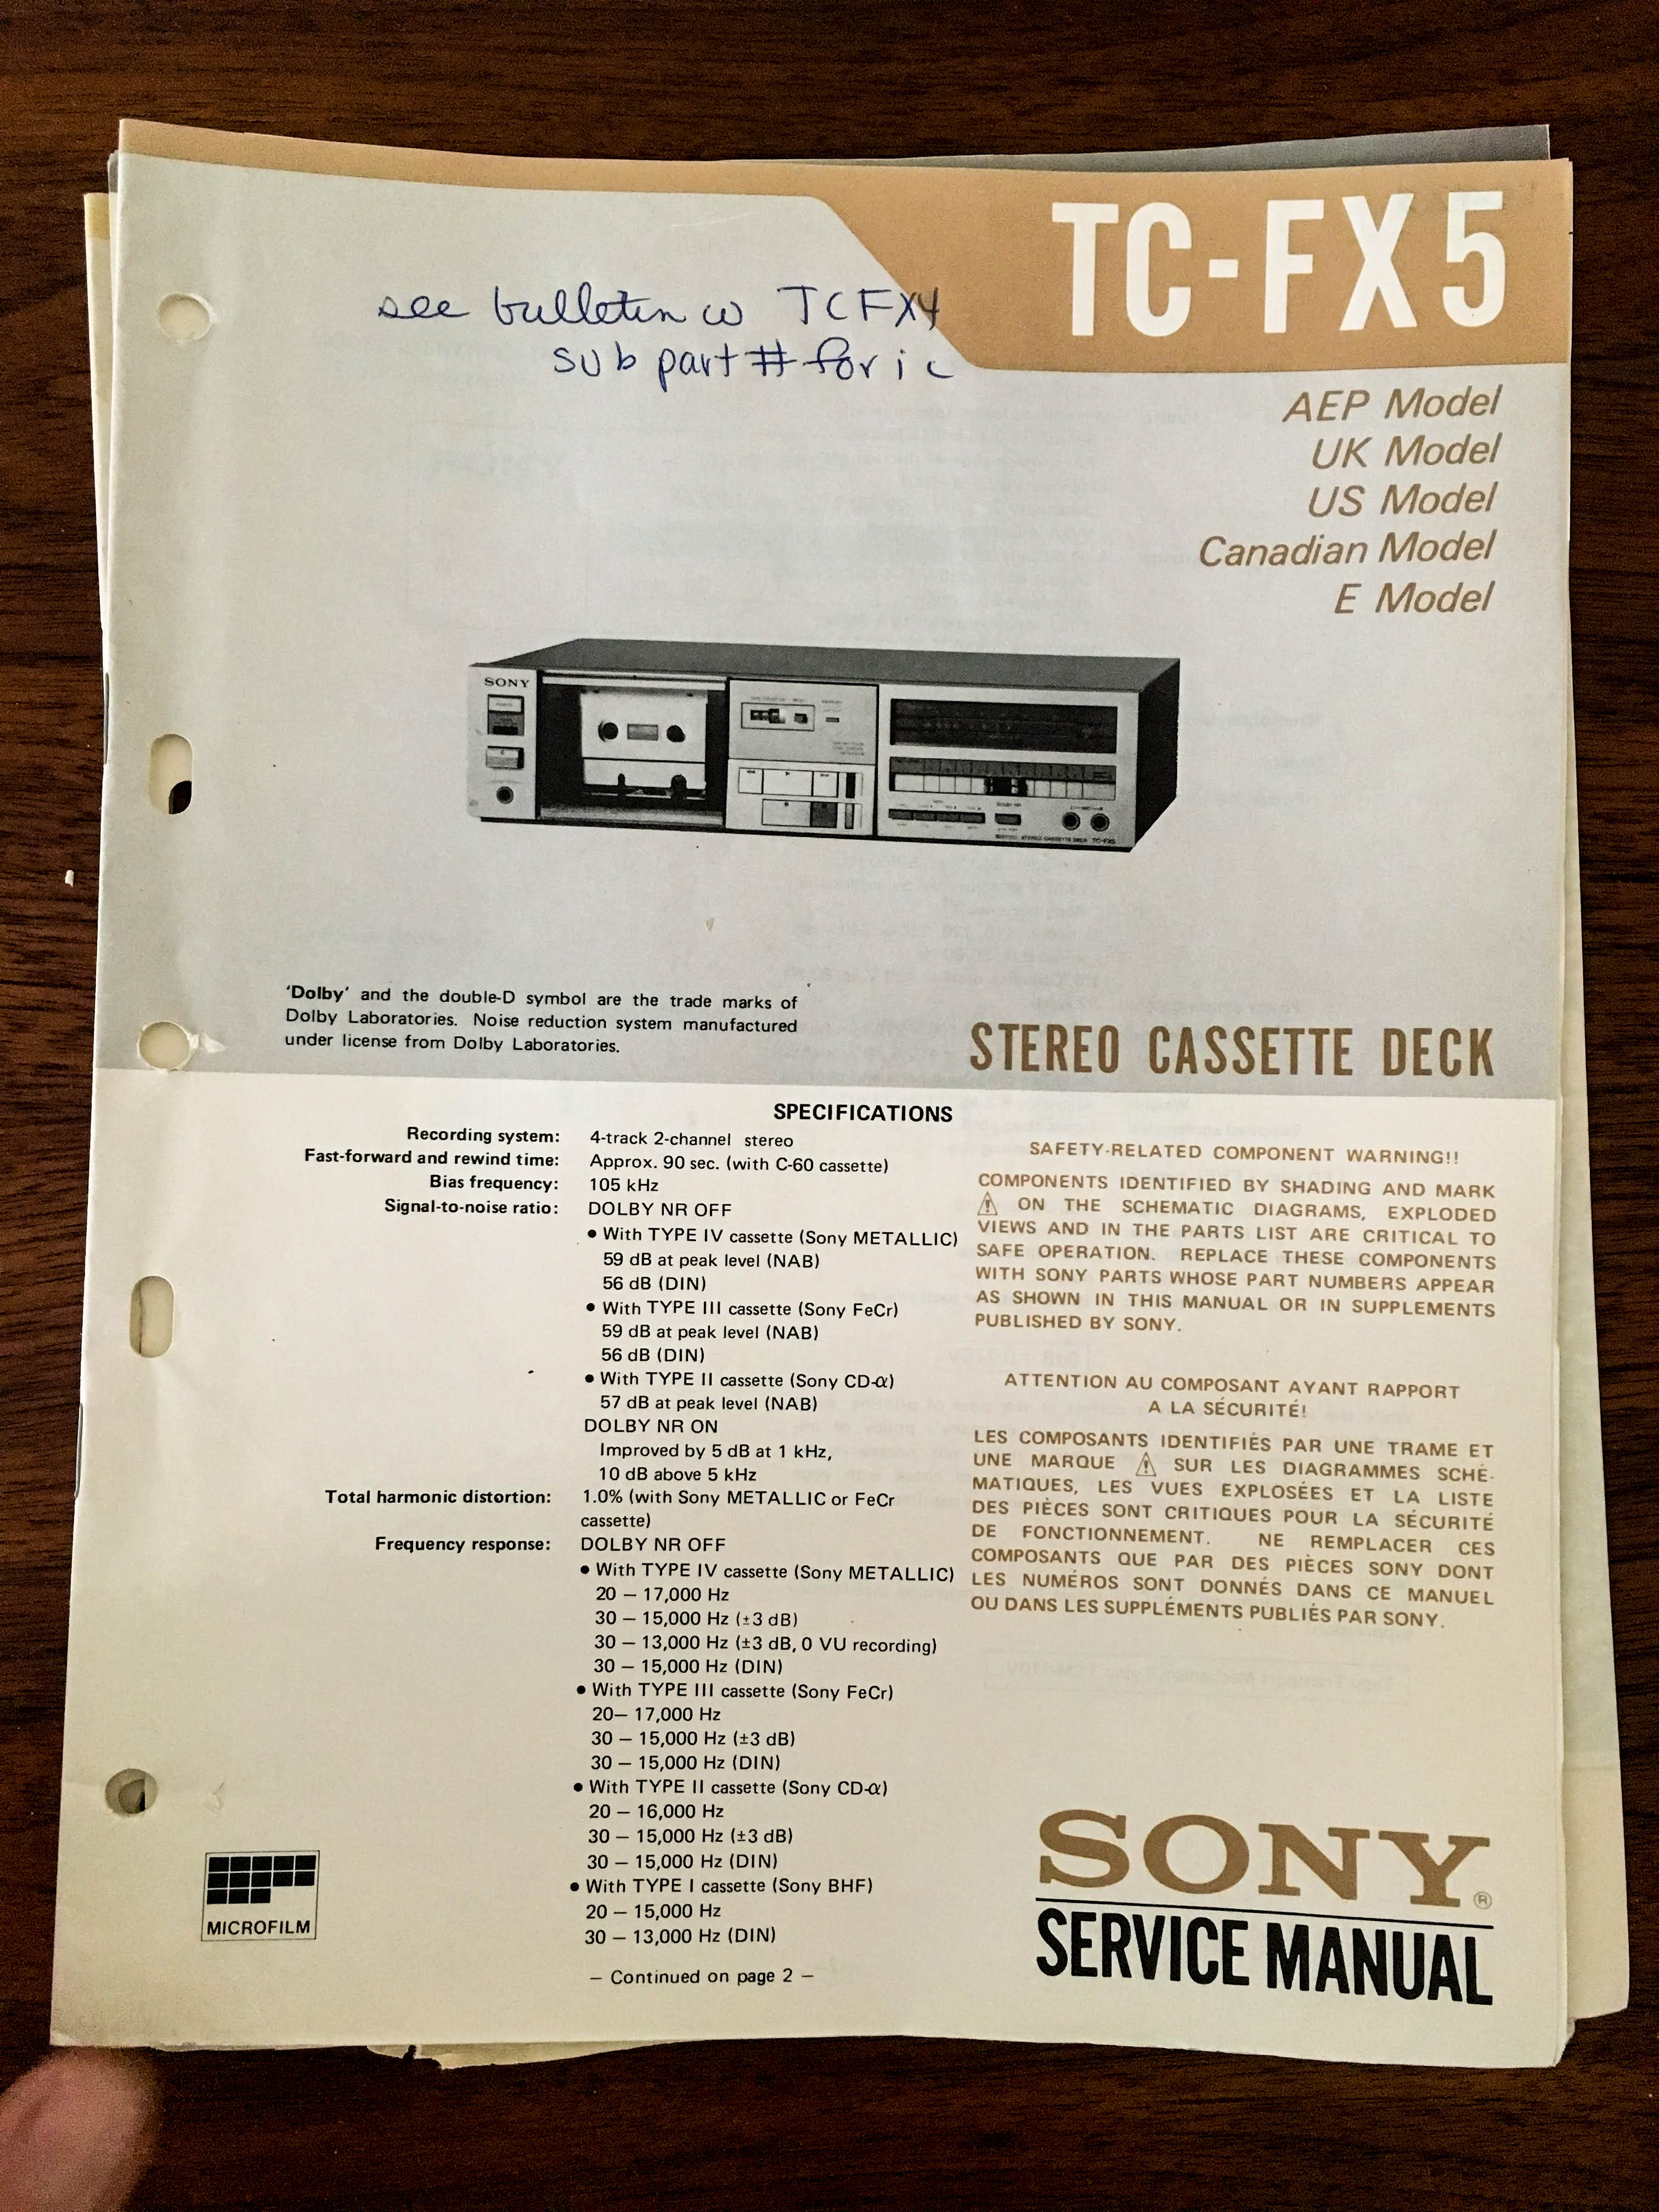 TC-FX5
see bulletin w TCFX4
sub part # for ic
AEP Model
UK Model
US Model
Canadian Model
E Model
SONY
STEREO CASSETTE DECK TC-FX5
'Dolby' and the double-D symbol are the trade marks of
Dolby Laboratories. Noise reduction system manufactured
under license from Dolby Laboratories.
STEREO CASSETTE DECK
SPECIFICATIONS
Recording system: 4-track 2-channel stereo
Fast-forward and rewind time: Approx. 90 sec. (with C-60 cassette)
Bias frequency: 105 kHz
Signal-to-noise ratio: DOLBY NR OFF
• With TYPE IV cassette (Sony METALLIC)
59 dB at peak level (NAB)
56 dB (DIN)
• With TYPE III cassette (Sony FeCr)
59 dB at peak level (NAB)
56 dB (DIN)
• With TYPE II cassette (Sony CD-α)
57 dB at peak level (NAB)
DOLBY NR ON
Improved by 5 dB at 1 kHz,
10 dB above 5 kHz
Total harmonic distortion: 1.0% (with Sony METALLIC or FeCr
cassette)
Frequency response: DOLBY NR OFF
• With TYPE IV cassette (Sony METALLIC)
20 – 17,000 Hz
30 – 15,000 Hz (±3 dB)
30 – 13,000 Hz (±3 dB, 0 VU recording)
30 – 15,000 Hz (DIN)
• With TYPE III cassette (Sony FeCr)
20– 17,000 Hz
30 – 15,000 Hz (±3 dB)
30 – 15,000 Hz (DIN)
• With TYPE II cassette (Sony CD-α)
20 – 16,000 Hz
30 – 15,000 Hz (±3 dB)
30 – 15,000 Hz (DIN)
• With TYPE I cassette (Sony BHF)
20 – 15,000 Hz
30 – 13,000 Hz (DIN)
– Continued on page 2 –
SAFETY-RELATED COMPONENT WARNING!!
COMPONENTS IDENTIFIED BY SHADING AND MARK
⚠ ON THE SCHEMATIC DIAGRAMS, EXPLODED
VIEWS AND IN THE PARTS LIST ARE CRITICAL TO
SAFE OPERATION. REPLACE THESE COMPONENTS
WITH SONY PARTS WHOSE PART NUMBERS APPEAR
AS SHOWN IN THIS MANUAL OR IN SUPPLEMENTS
PUBLISHED BY SONY.
ATTENTION AU COMPOSANT AYANT RAPPORT
A LA SÉCURITÉ!
LES COMPOSANTS IDENTIFIÉS PAR UNE TRAME ET
UNE MARQUE ⚠ SUR LES DIAGRAMMES SCHÉ-
MATIQUES, LES VUES EXPLOSÉES ET LA LISTE
DES PIÈCES SONT CRITIQUES POUR LA SÉCURITÉ
DE FONCTIONNEMENT. NE REMPLACER CES
COMPOSANTS QUE PAR DES PIÈCES SONY DONT
LES NUMÉROS SONT DONNÉS DANS CE MANUEL
OU DANS LES SUPPLÉMENTS PUBLIÉS PAR SONY.
MICROFILM
SONY®
SERVICE MANUAL